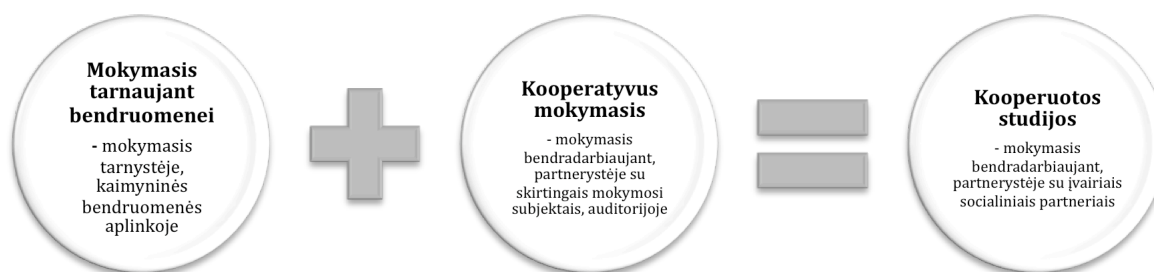 Mokymasis
tarnaujant
bendruomenei
- mokymasis
tarnystėje,
kaimyninės
bendruomenės
aplinkoje
Kooperatyvus
mokymasis
- mokymasis
bendradarbiaujant,
partnerystėje su
skirtingais mokymosi
subjektais, auditorijoje
Kooperuotos
studijos
- mokymasis
bendradarbiaujant,
partnerystėje su įvairiais
socialiniais partneriais